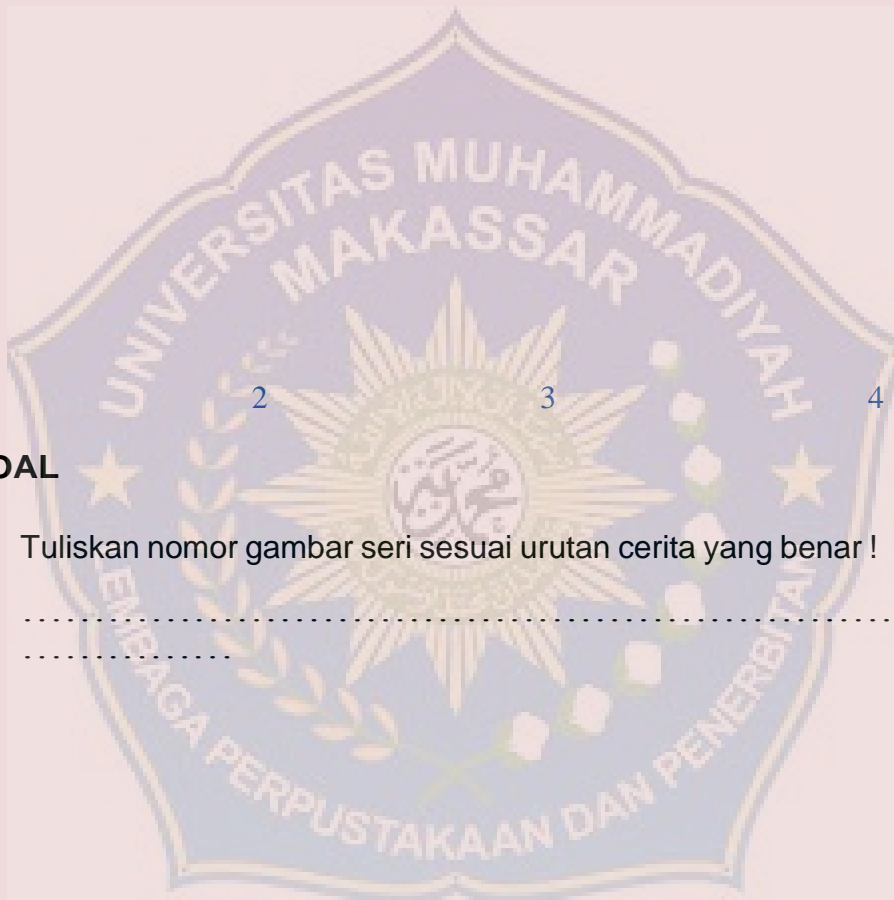 UNIVERSITAS MUHAMMADIYAH
MAKASSAR
2 3 4
OAL
Tuliskan nomor gambar seri sesuai urutan cerita yang benar !
LEMBAGA PERPUSTAKAAN DAN PENERBITAN